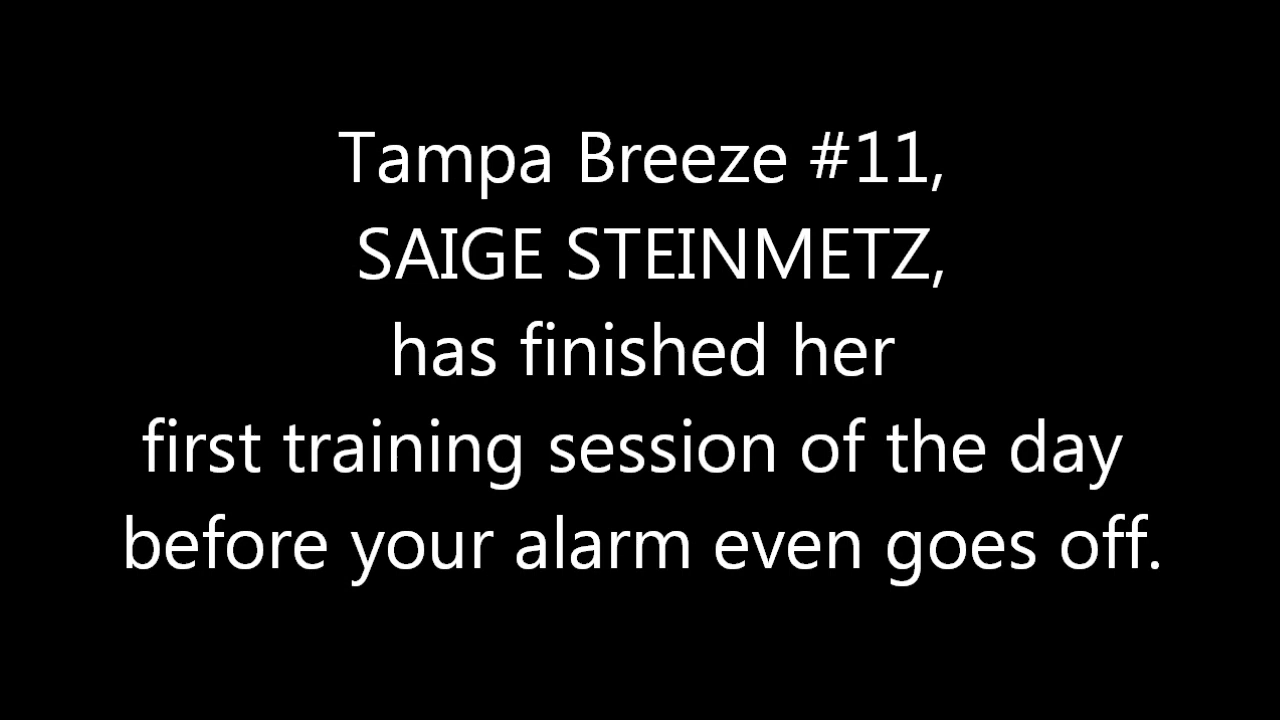 Tampa Breeze #11,
SAIGE STEINMETZ,
has finished her
first training session of the day
before your alarm even goes off.